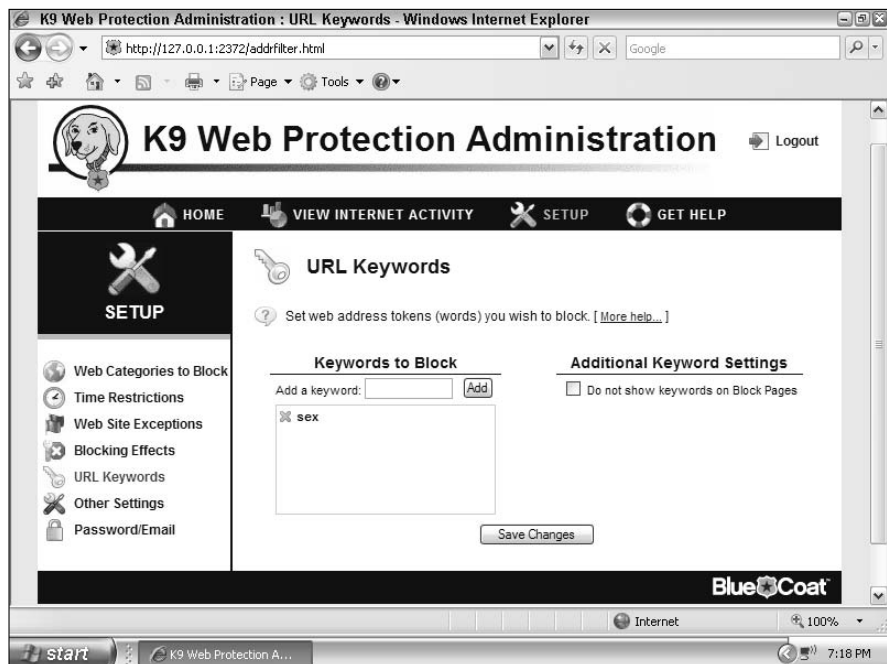 K9 Web Protection Administration : URL Keywords - Windows Internet Explorer
http://127.0.0.1:2372/addrfilter.html
Google
Page
Tools
K9 Web Protection Administration
Logout
HOME
VIEW INTERNET ACTIVITY
SETUP
GET HELP
SETUP
Web Categories to Block
Time Restrictions
Web Site Exceptions
Blocking Effects
URL Keywords
Other Settings
Password/Email
URL Keywords
Set web address tokens (words) you wish to block. [ More help... ]
Keywords to Block
Add a keyword:
Add
sex
Additional Keyword Settings
Do not show keywords on Block Pages
Save Changes
Blue Coat
Internet
100%
start
K9 Web Protection A...
7:18 PM